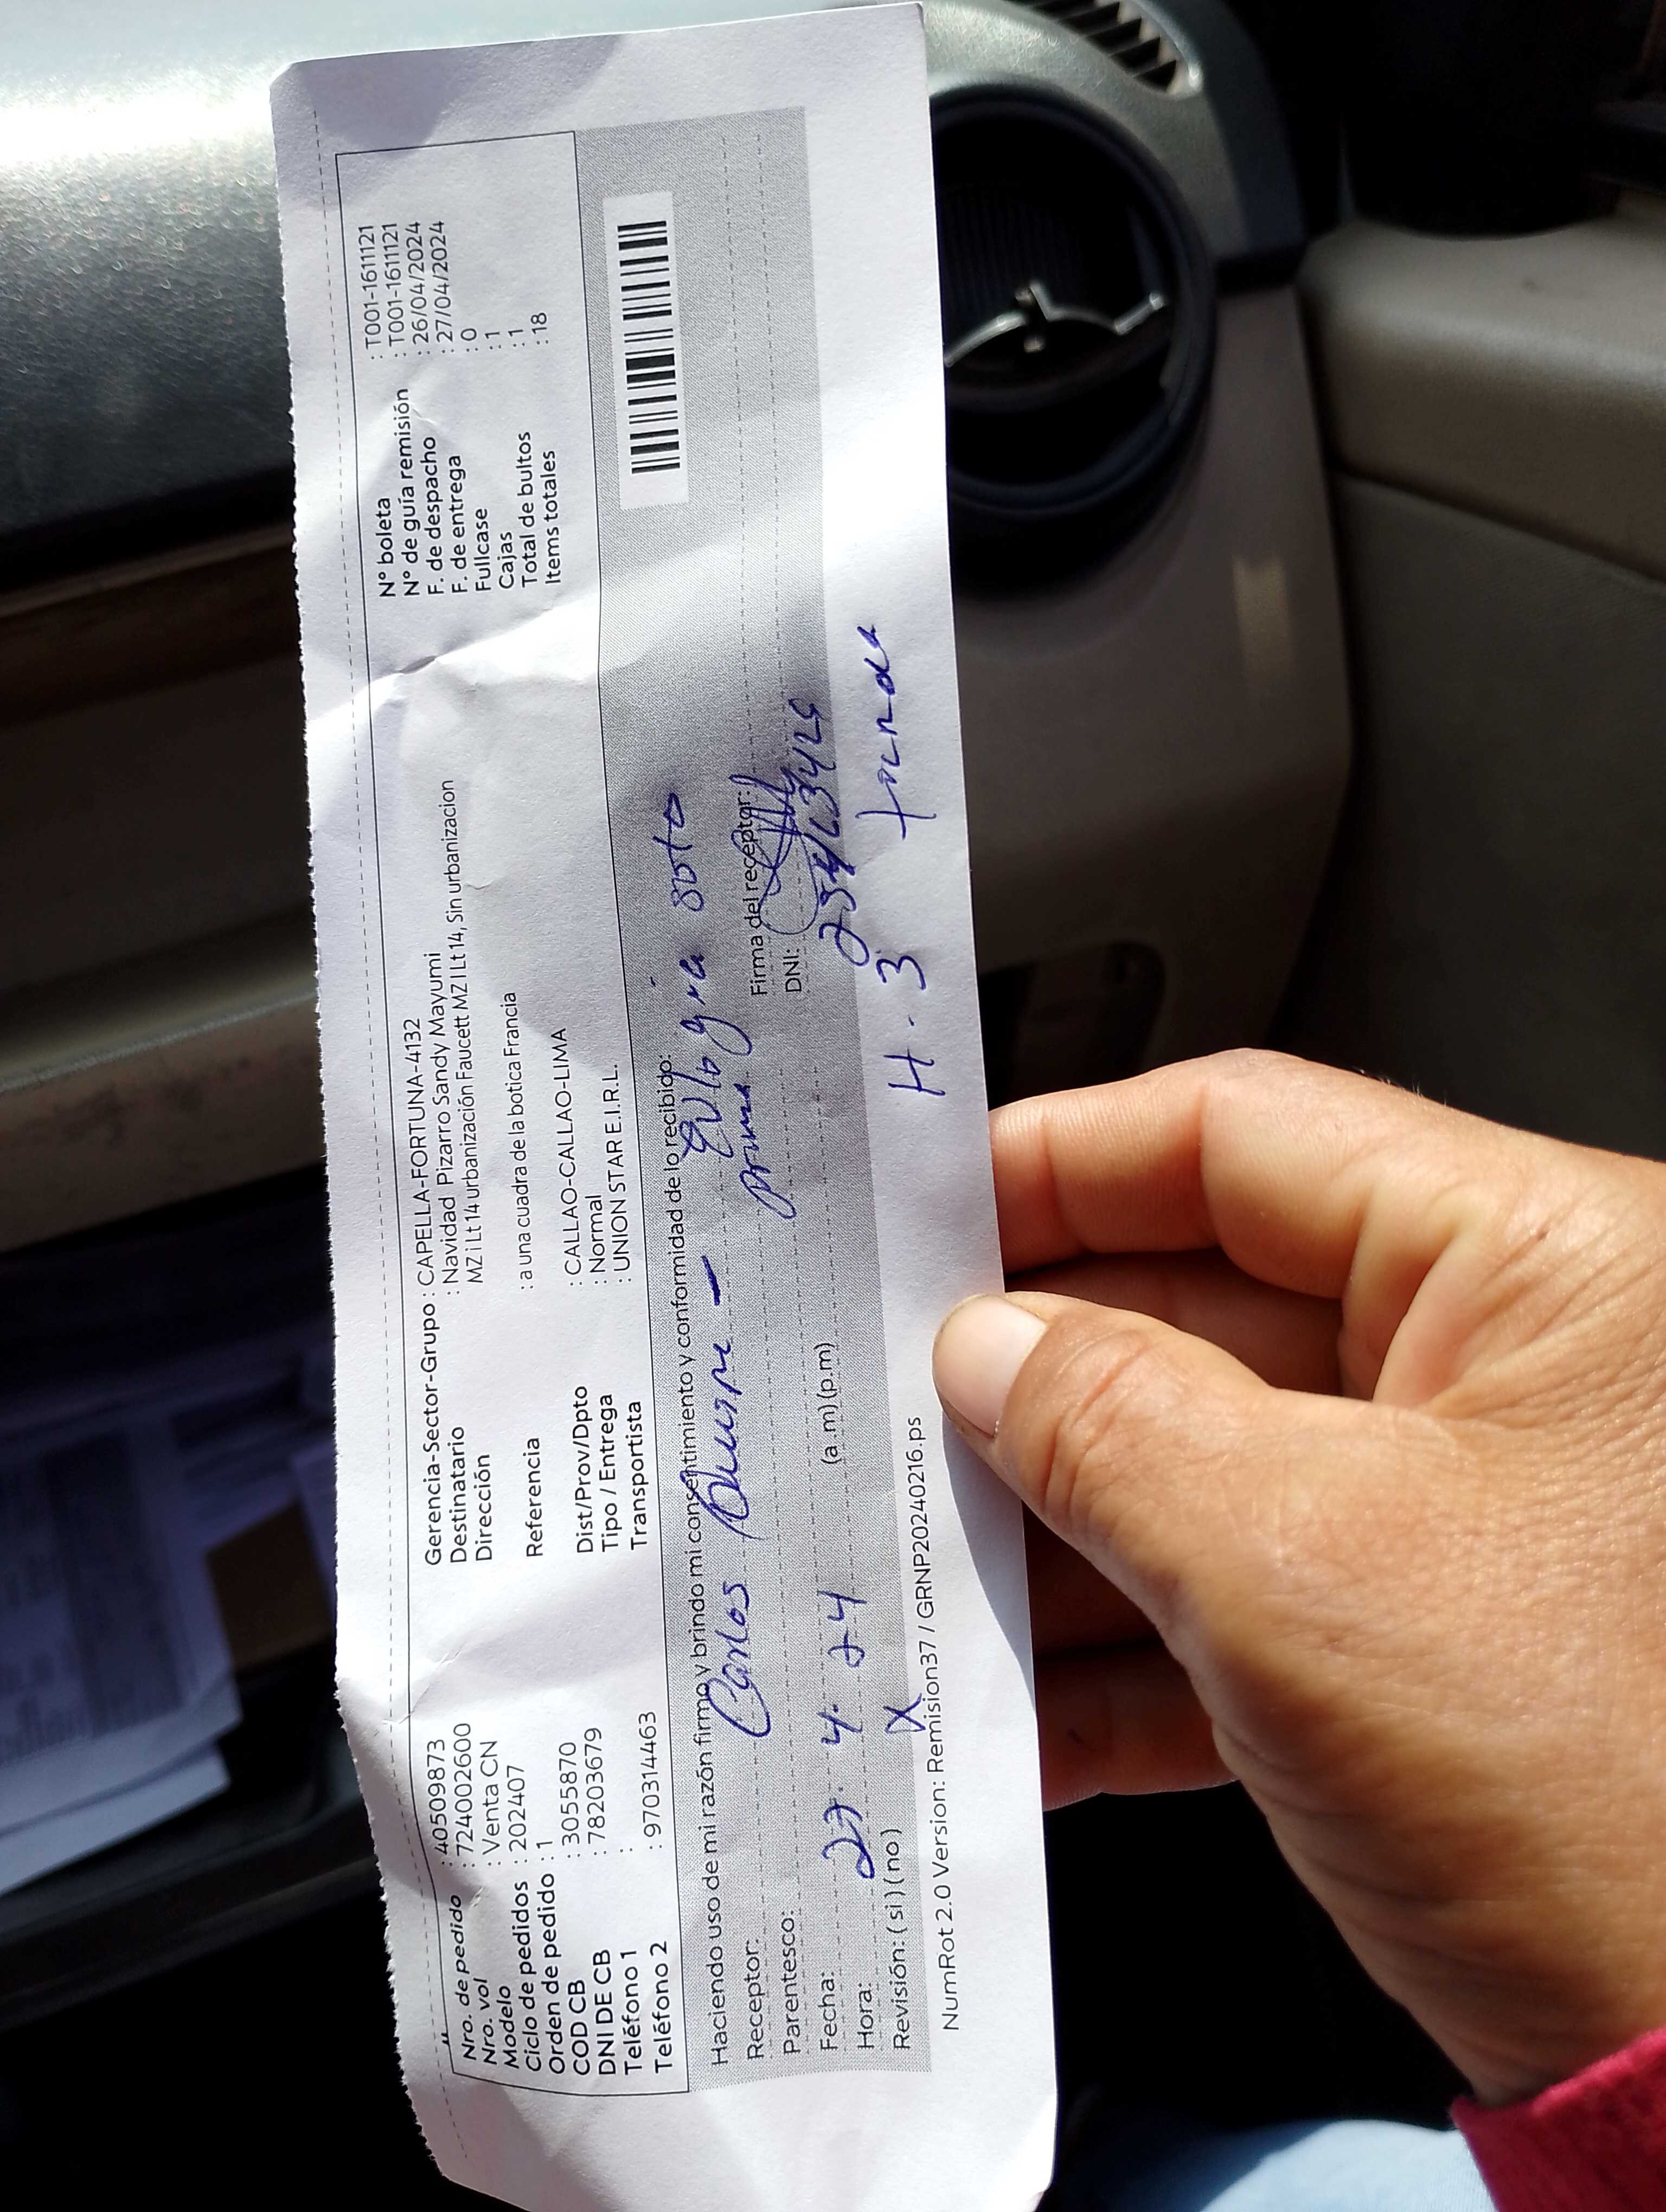 Nro. de pedido : 40509873
Nro. vol : 724002600
Modelo : Venta CN
Ciclo de pedidos : 202407
Orden de pedido : 1
COD CB : 3055870
DNI DE CB : 78203679
Teléfono 1 :
Teléfono 2 : 970314463
Gerencia-Sector-Grupo : CAPELLA-FORTUNA-4132
Destinatario : Navidad Pizarro Sandy Mayumi
Dirección : MZ i Lt 14 urbanización Faucett MZ I Lt 14, Sin urbanizacion
Referencia : a una cuadra de la botica Francia
Dist/Prov/Dpto : CALLAO-CALLAO-LIMA
Tipo / Entrega : Normal
Transportista : UNION STAR E.I.R.L.
N° boleta : T001-1611121
N° de guía remisión : T001-1611121
F. de despacho : 26/04/2024
F. de entrega : 27/04/2024
Fullcase : 0
Cajas : 1
Total de bultos : 1
Items totales : 18
Haciendo uso de mi razón firmo y brindo mi consentimiento y conformidad de lo recibido:
Receptor: Carlos soto
Parentesco: prima Firma del receptor:
Fecha: 27. 4. 24 DNI:
Hora: (a.m)(p.m)
Revisión: (si) (no) X H. 3
NumRot 2.0 Version: Remision37 / GRNP20240216.ps